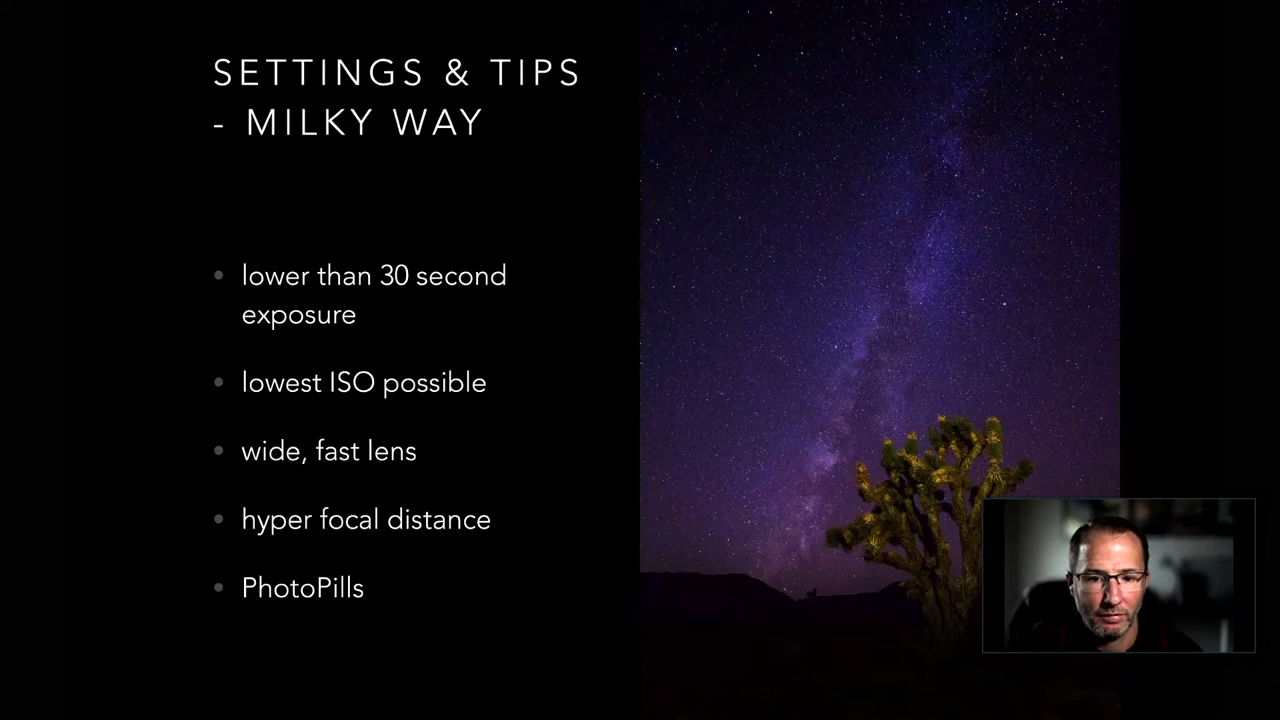 SETTINGS & TIPS
- MILKY WAY
• lower than 30 second
exposure
• lowest ISO possible
• wide, fast lens
• hyper focal distance
• PhotoPills